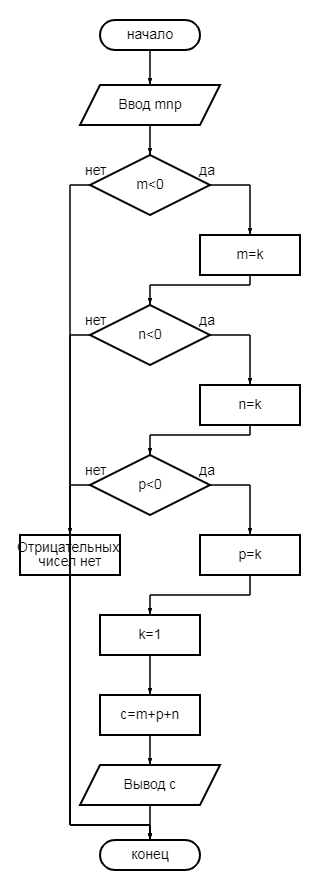 начало
Ввод mnp
нет
да
m<0
m=k
нет
да
n<0
n=k
нет
да
p<0
Отрицательных
чисел нет
p=k
k=1
c=m+p+n
Вывод c
конец